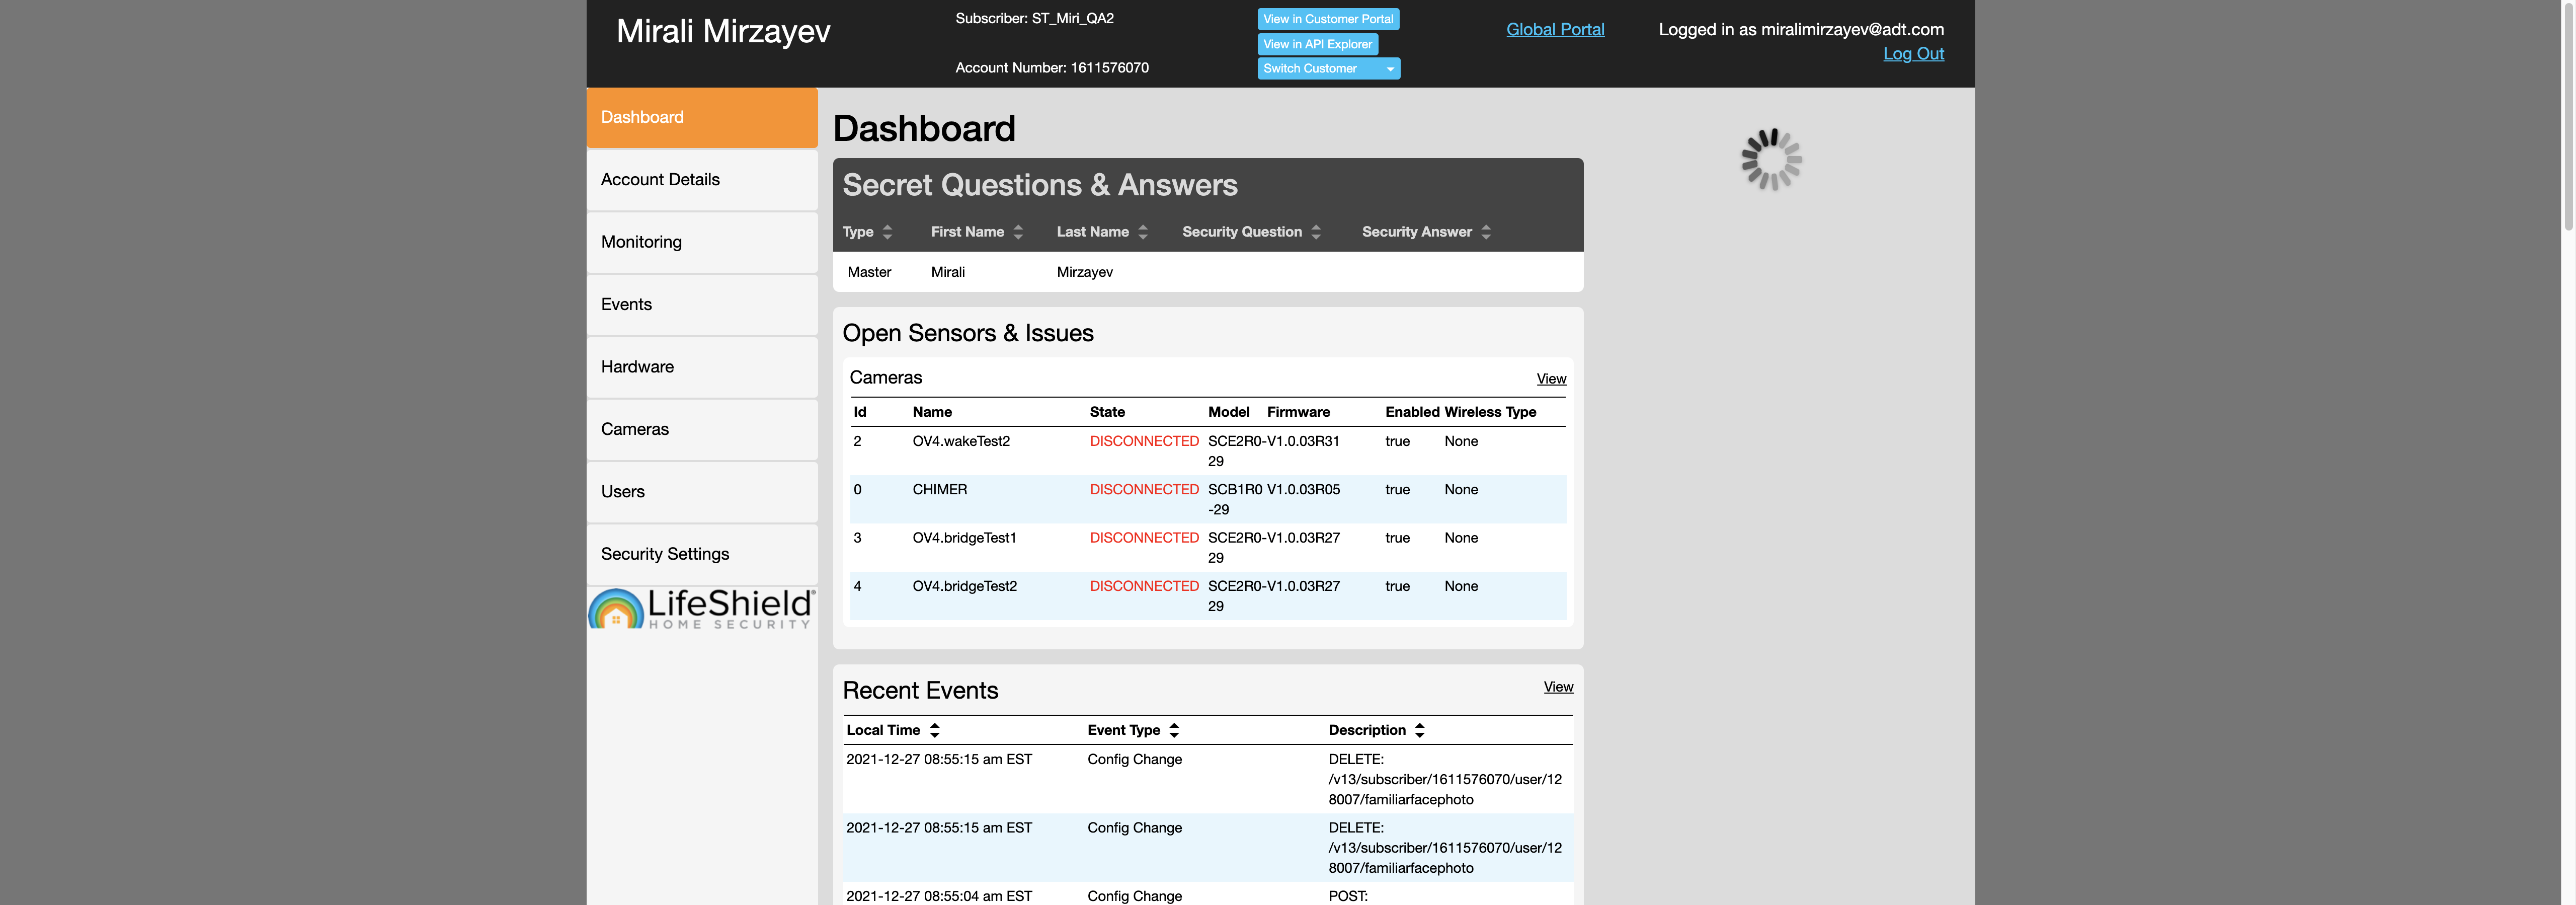 Mirali Mirzayev
Subscriber: ST_Miri_QA2
Account Number: 1611576070
View in Customer Portal
View in API Explorer
Switch Customer
Global Portal
Logged in as miralimirzayev@adt.com
Log Out
Dashboard
Account Details
Monitoring
Events
Hardware
Cameras
Users
Security Settings
LifeShield®
HOME SECURITY
Dashboard
Secret Questions & Answers
Type First Name Last Name Security Question Security Answer
Master Mirali Mirzayev
Open Sensors & Issues
Cameras View
Id Name State Model Firmware Enabled Wireless Type
2 OV4.wakeTest2 DISCONNECTED SCE2R0-V1.0.03R31 true None
29
0 CHIMER DISCONNECTED SCB1R0 V1.0.03R05 true None
-29
3 OV4.bridgeTest1 DISCONNECTED SCE2R0-V1.0.03R27 true None
29
4 OV4.bridgeTest2 DISCONNECTED SCE2R0-V1.0.03R27 true None
29
Recent Events View
Local Time Event Type Description
2021-12-27 08:55:15 am EST Config Change DELETE:
/v13/subscriber/1611576070/user/12
8007/familiarfacephoto
2021-12-27 08:55:15 am EST Config Change DELETE:
/v13/subscriber/1611576070/user/12
8007/familiarfacephoto
2021-12-27 08:55:04 am EST Config Change POST: